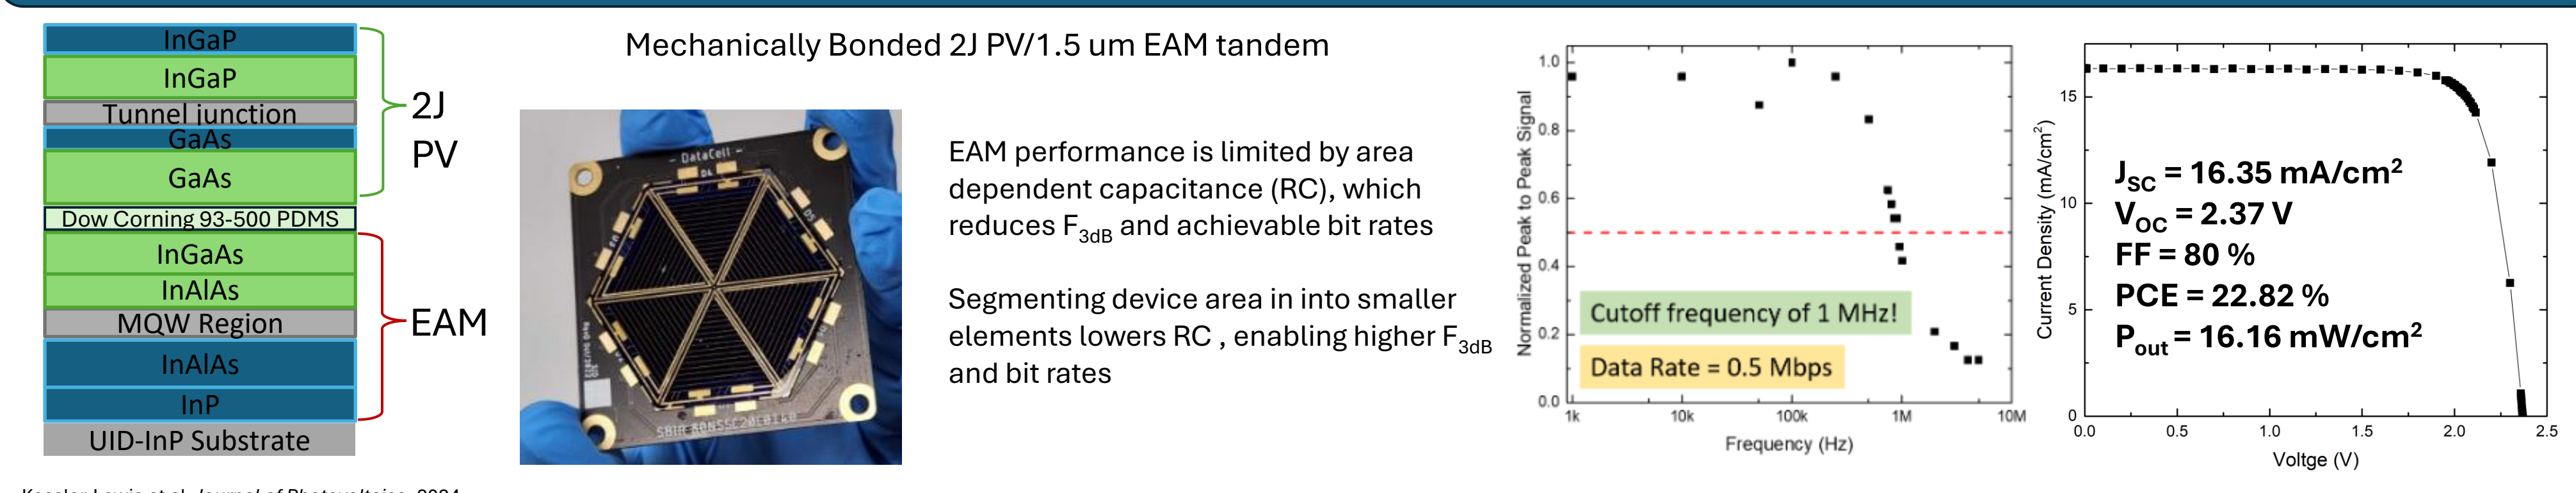 InGaP
InGaP
Tunnel junction
GaAs
GaAs
Dow Corning 93-500 PDMS
InGaAs
InAlAs
MQW Region
InAlAs
InP
UID-InP Substrate
2J
PV
EAM
Mechanically Bonded 2J PV/1.5 um EAM tandem
- DataCell -
D4
D5
EAM performance is limited by area
dependent capacitance (RC), which
reduces F3dB and achievable bit rates
Segmenting device area in into smaller
elements lowers RC , enabling higher F3dB
and bit rates
Normalized Peak to Peak Signal
1.0
0.8
0.6
0.4
0.2
0.0
Cutoff frequency of 1 MHz!
Data Rate = 0.5 Mbps
1k 10k 100k 1M 10M
Frequency (Hz)
Current Density (mA/cm2)
15
10
5
0
JSC = 16.35 mA/cm2
VOC = 2.37 V
FF = 80 %
PCE = 22.82 %
Pout = 16.16 mW/cm2
0.0 0.5 1.0 1.5 2.0 2.5
Voltge (V)